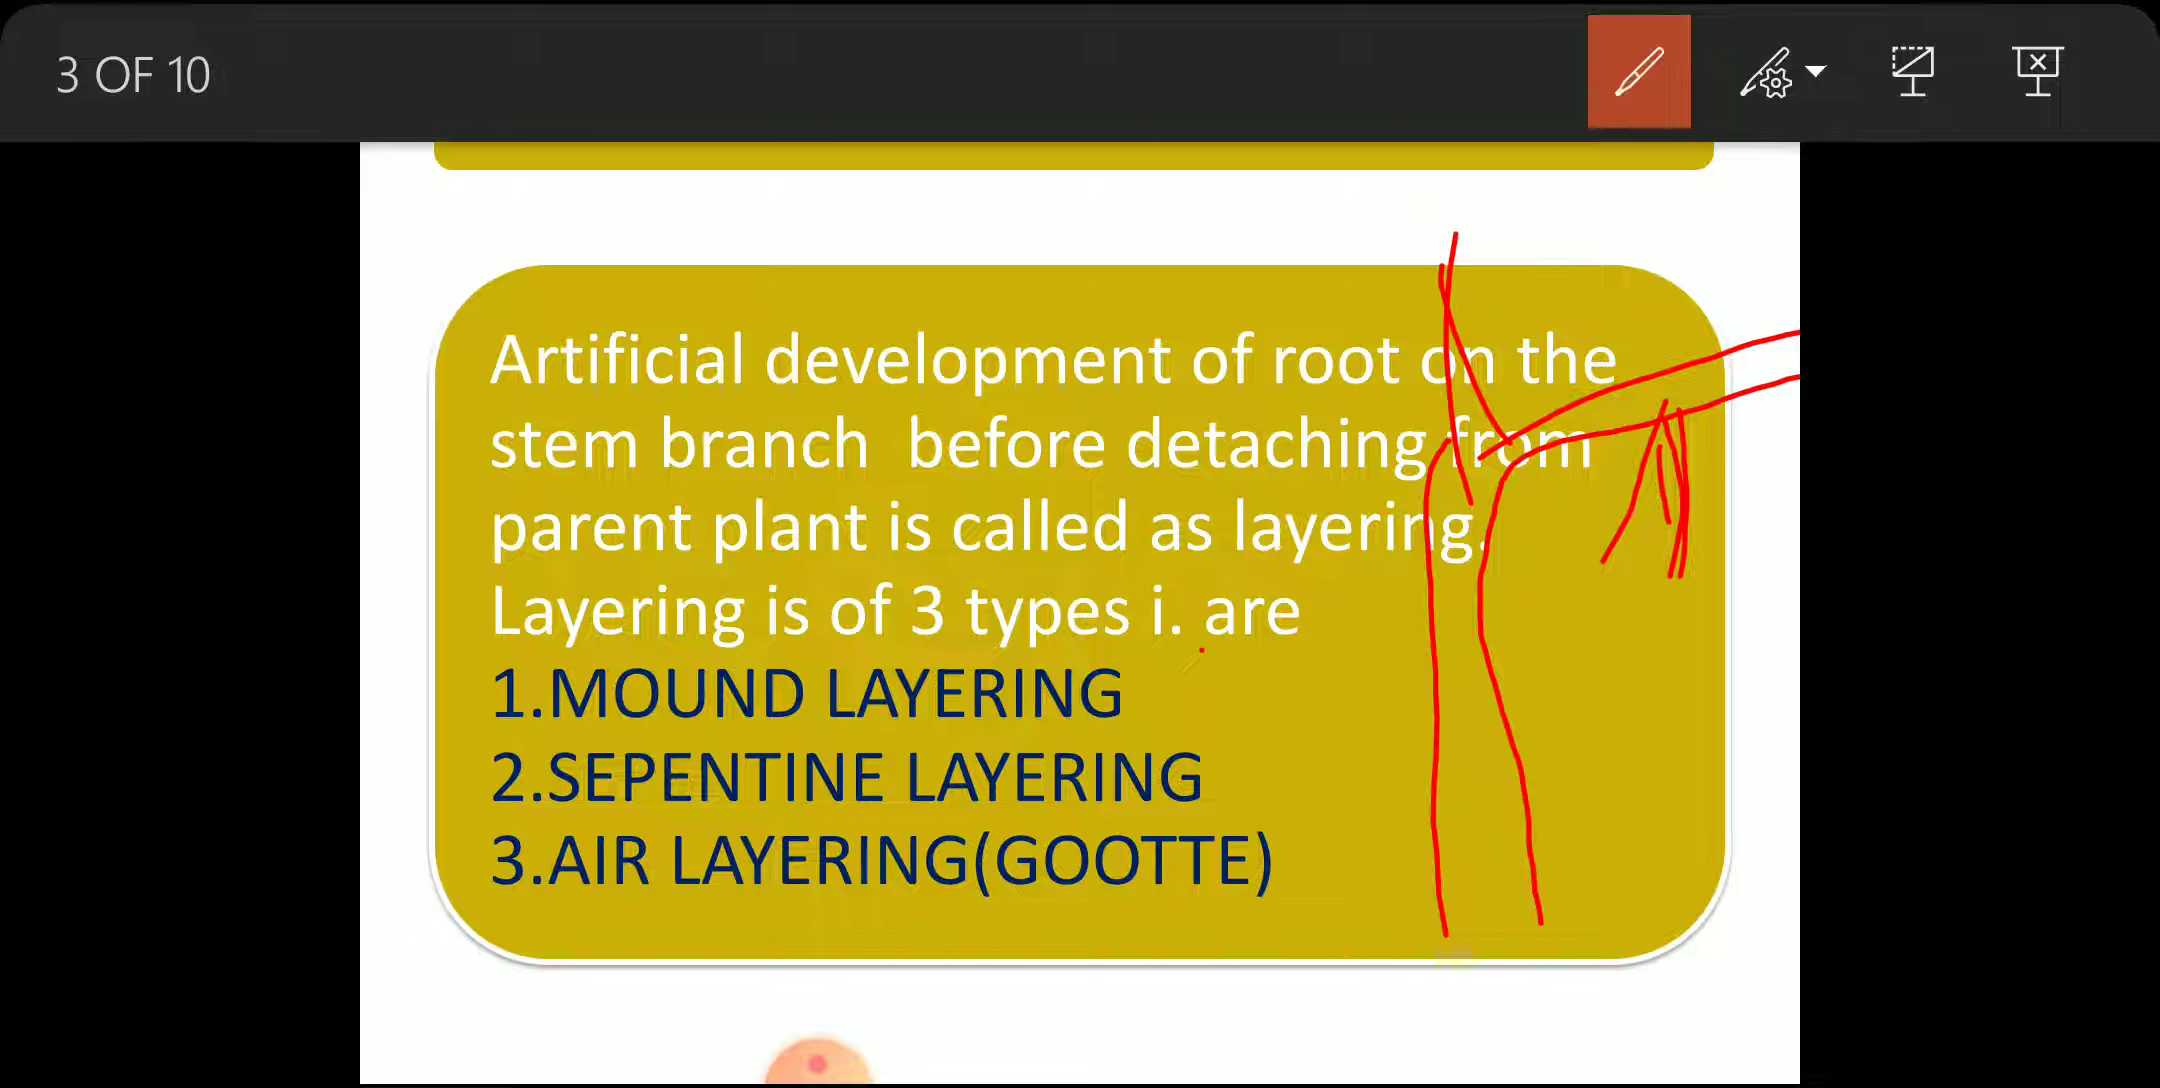 3 OF 10
Artificial development of root on the
stem branch before detaching from
parent plant is called as layering.
Layering is of 3 types i. are
1.MOUND LAYERING
2.SEPENTINE LAYERING
3.AIR LAYERING(GOOTTE)